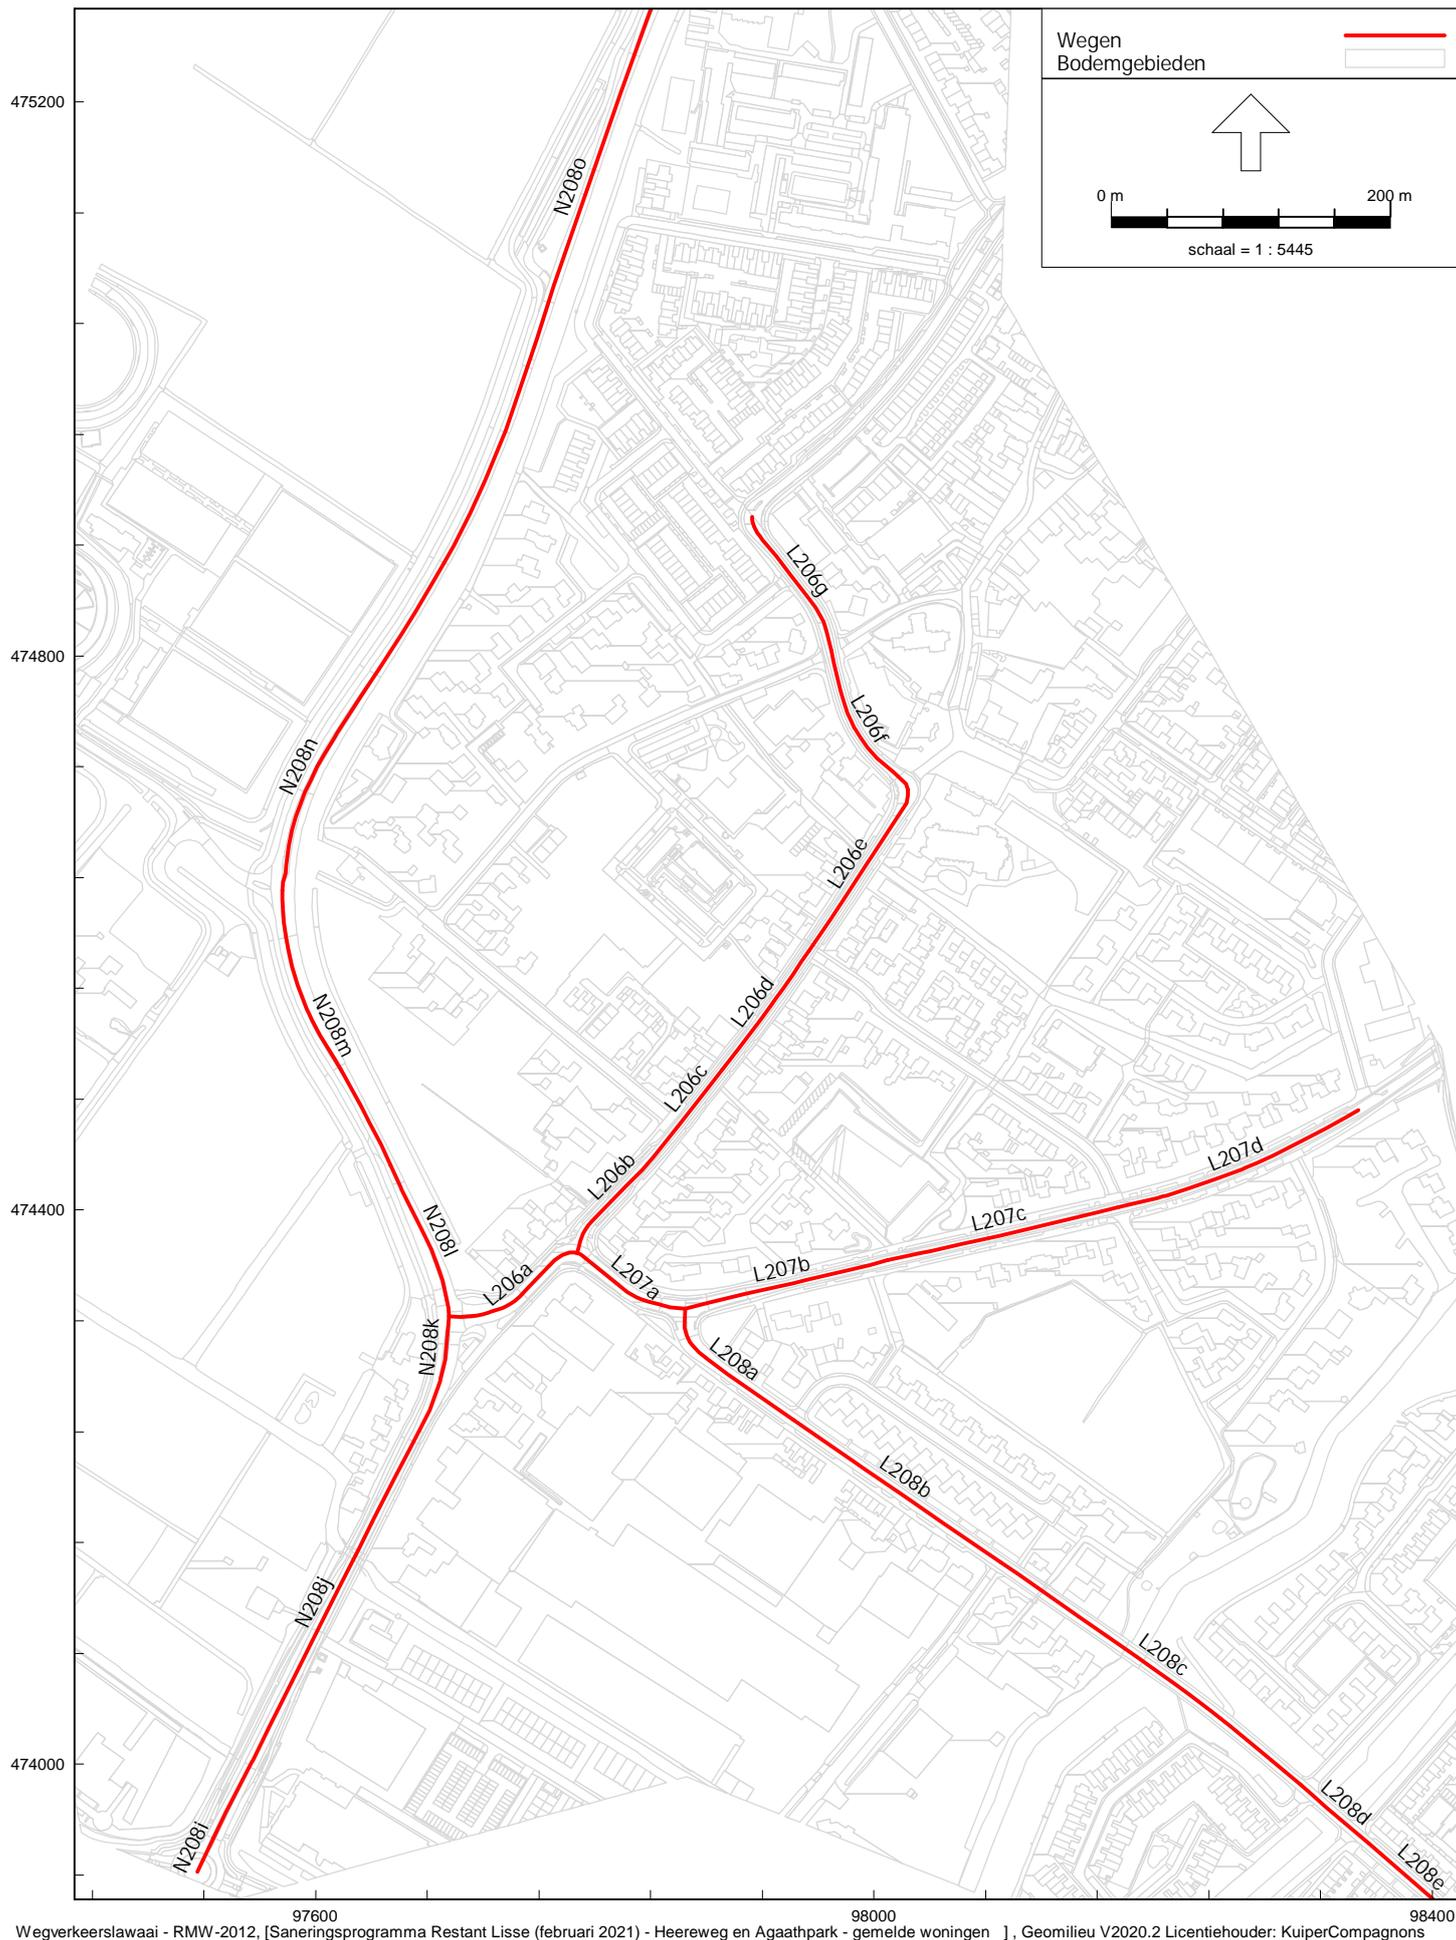 Wegen
Bodemgebieden
0 m 200 m
schaal = 1 : 5445
475200
N208o
L206g
474800
L206f
N208n
L206e
L206d
N208m
L206c
L206b
L207d
474400
N208l
L207c
L207b
L207a
L206a
N208k
L208a
L208b
N208j
L208c
474000
L208d
N208i
L208e
97600 98000 98400
Wegverkeerslawaai - RMW-2012, [Saneringsprogramma Restant Lisse (februari 2021) - Heereweg en Agaathpark - gemelde woningen ] , Geomilieu V2020.2 Licentiehouder: KuiperCompagnons